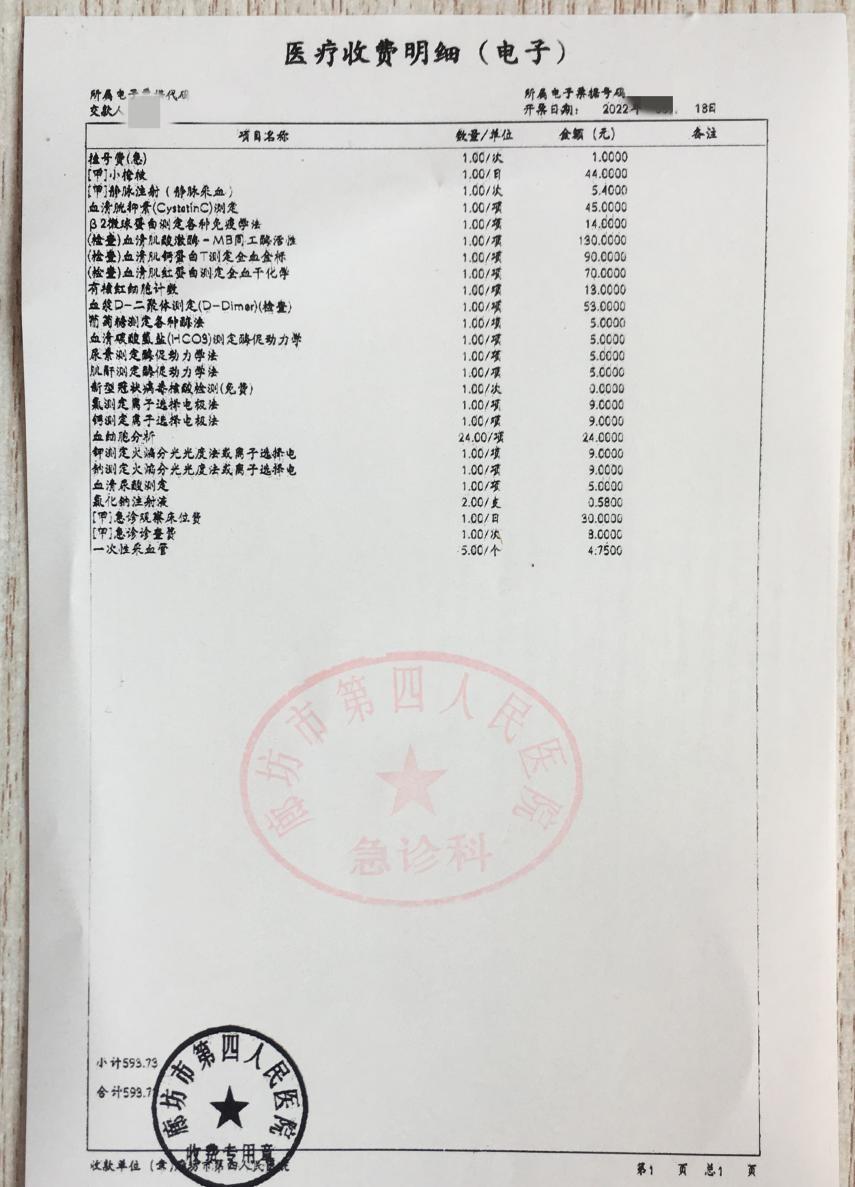 医疗收费明细（电子）
所属电子票据代码 所属电子票据号码
交款人 开票日期： 2022年 18日
项目名称 数量/单位 金额（元） 备注
挂号费(急) 1.00/次 1.0000
[甲]小抢救 1.00/日 44.0000
[甲]静脉注射（静脉采血） 1.00/次 5.4000
血清胱抑素(CystatinC)测定 1.00/项 45.0000
β2微球蛋白测定各种免疫学法 1.00/项 14.0000
(检查)血清肌酸激酶-MB同工酶活性 1.00/项 130.0000
(检查)血清肌钙蛋白T测定全血金标 1.00/项 90.0000
(检查)血清肌红蛋白测定全血干化学 1.00/项 70.0000
有核红细胞计数 1.00/项 13.0000
血浆D-二聚体测定(D-Dimer)(检查) 1.00/项 53.0000
葡萄糖测定各种酶法 1.00/项 5.0000
血清碳酸氢盐(HCO3)测定酶促动力学 1.00/项 5.0000
尿素测定酶促动力学法 1.00/项 5.0000
肌酐测定酶促动力学法 1.00/项 5.0000
新型冠状病毒核酸检测(免费) 1.00/次 0.0000
氯测定离子选择电极法 1.00/项 9.0000
钙测定离子选择电极法 1.00/项 9.0000
血细胞分析 24.00/项 24.0000
钾测定火焰分光光度法或离子选择电 1.00/项 9.0000
钠测定火焰分光光度法或离子选择电 1.00/项 9.0000
血清尿酸测定 1.00/项 5.0000
氯化钠注射液 2.00/支 0.5800
[甲]急诊观察床位费 1.00/日 30.0000
[甲]急诊诊查费 1.00/次 8.0000
一次性采血管 5.00/个 4.7500
廊坊市第四人民医院
急诊科
小计593.73
合计593.7
廊坊市第四人民医院
收费专用章
收款单位（章）廊坊市第四人民医院 第1 页 总1 页